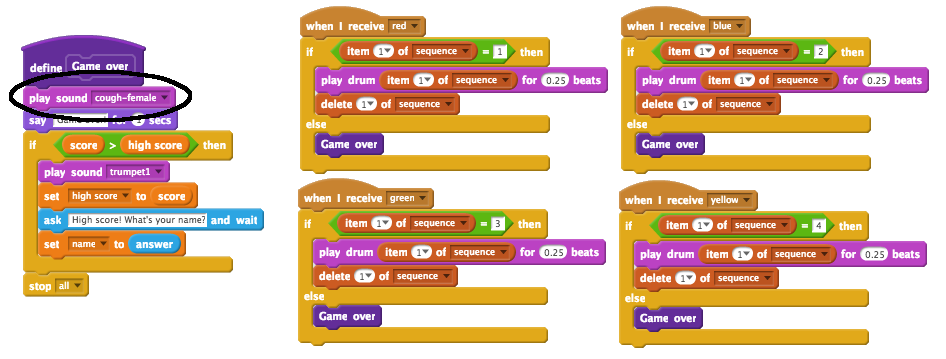 define Game over
play sound cough-female
say secs
if score > high score then
play sound trumpet1
set high score to score
ask High score! What's your name? and wait
set name to answer
stop all
when I receive red
if item 1 of sequence = 1 then
play drum item 1 of sequence for 0.25 beats
delete 1 of sequence
else
Game over
when I receive blue
if item 1 of sequence = 2 then
play drum item 1 of sequence for 0.25 beats
delete 1 of sequence
else
Game over
when I receive green
if item 1 of sequence = 3 then
play drum item 1 of sequence for 0.25 beats
delete 1 of sequence
else
Game over
when I receive yellow
if item 1 of sequence = 4 then
play drum item 1 of sequence for 0.25 beats
delete 1 of sequence
else
Game over